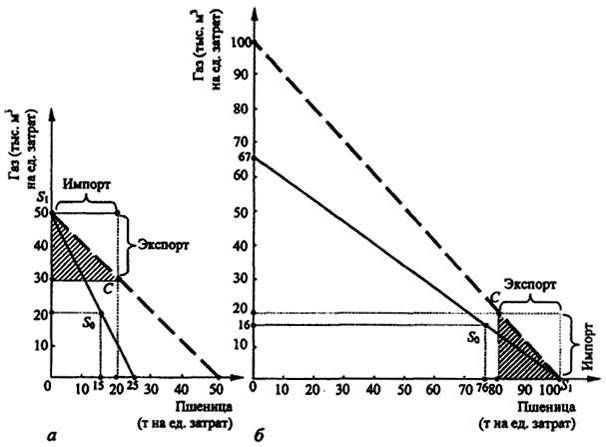 Газ (тыс. м³
на ед. затрат)
S₁
50
40
30
20
10
0
15
20
25
30
40
50
Импорт
Экспорт
C
S₀
Пшеница
(т на ед. затрат)
а
Газ (тыс. м³
на ед. затрат)
100
90
80
70
67
60
50
40
30
20
16
10
0
10
20
30
40
50
60
70
76
80
90
100
C
Экспорт
Импорт
S₀
S₁
Пшеница
(т на ед. затрат)
б